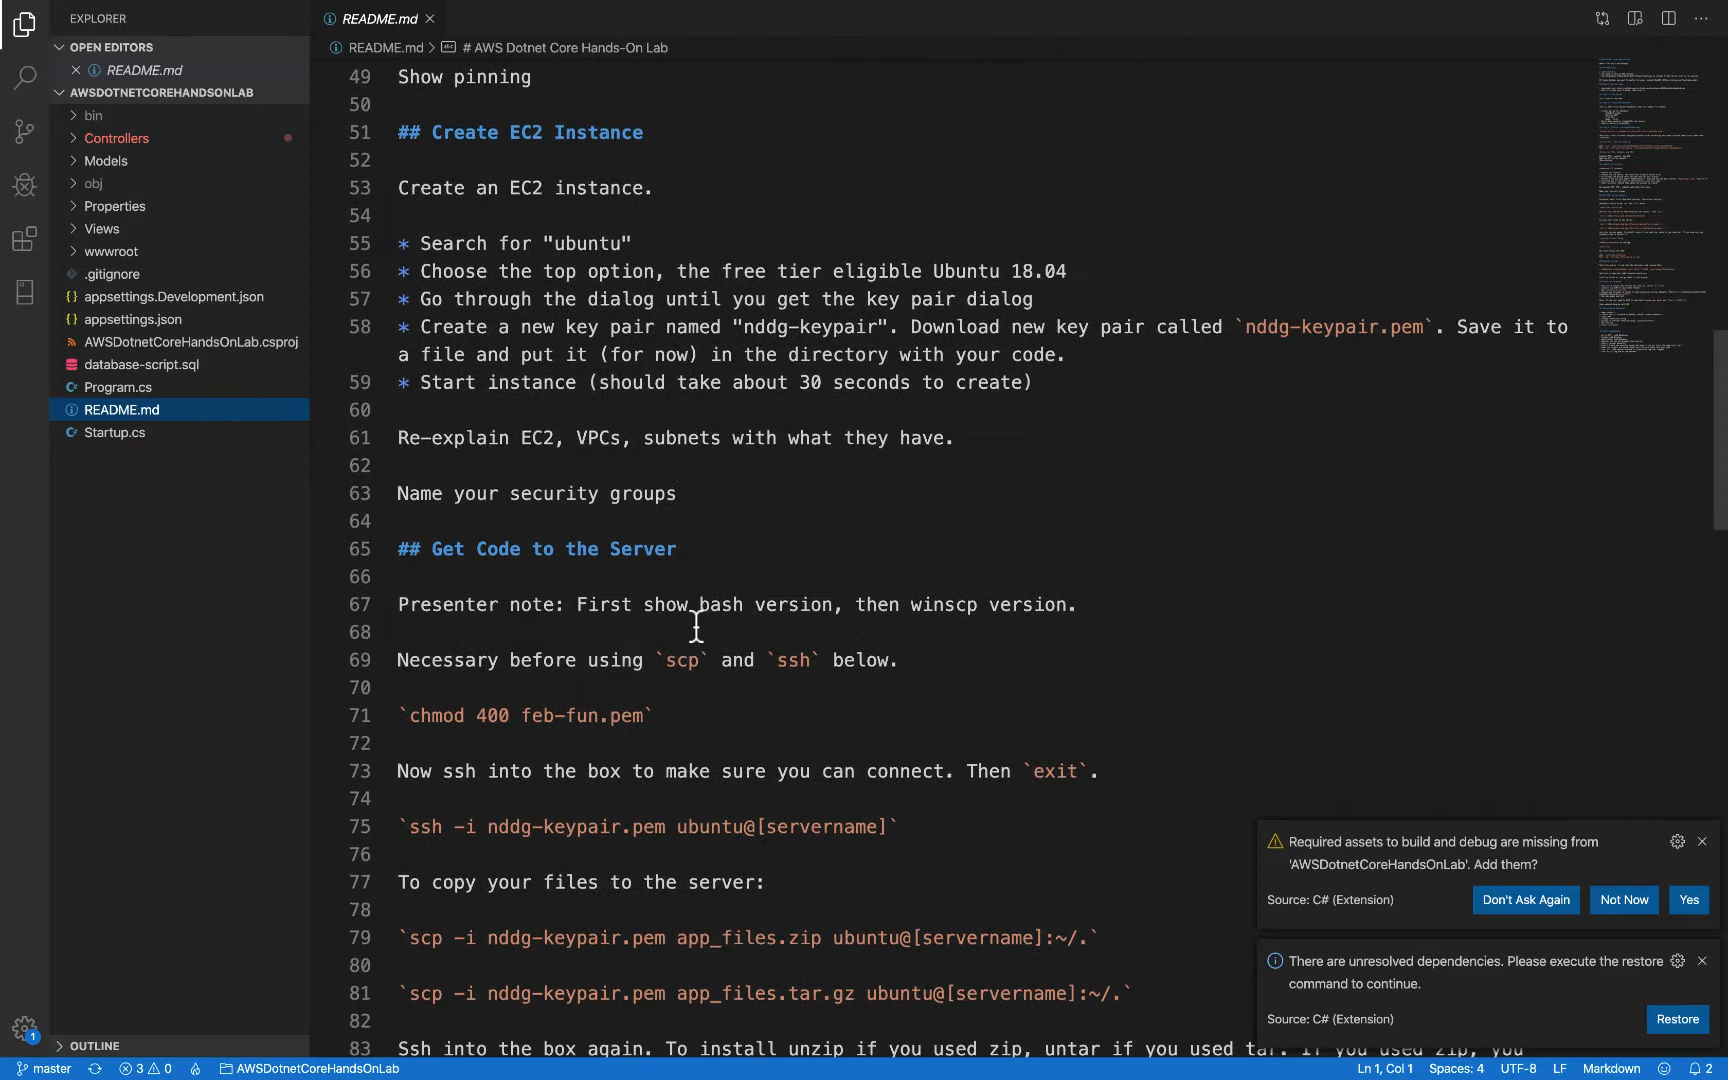 EXPLORER
OPEN EDITORS
README.md
AWSDOTNETCOREHANDSONLAB
bin
Controllers
Models
obj
Properties
Views
wwwroot
.gitignore
appsettings.Development.json
appsettings.json
AWSDotnetCoreHandsOnLab.csproj
database-script.sql
Program.cs
README.md
Startup.cs
OUTLINE
README.md
README.md > # AWS Dotnet Core Hands-On Lab
49 Show pinning
50
51 ## Create EC2 Instance
52
53 Create an EC2 instance.
54
55 * Search for "ubuntu"
56 * Choose the top option, the free tier eligible Ubuntu 18.04
57 * Go through the dialog until you get the key pair dialog
58 * Create a new key pair named "nddg-keypair". Download new key pair called `nddg-keypair.pem`. Save it to
a file and put it (for now) in the directory with your code.
59 * Start instance (should take about 30 seconds to create)
60
61 Re-explain EC2, VPCs, subnets with what they have.
62
63 Name your security groups
64
65 ## Get Code to the Server
66
67 Presenter note: First show bash version, then winscp version.
68
69 Necessary before using `scp` and `ssh` below.
70
71 `chmod 400 feb-fun.pem`
72
73 Now ssh into the box to make sure you can connect. Then `exit`.
74
75 `ssh -i nddg-keypair.pem ubuntu@[servername]`
76
77 To copy your files to the server:
78
79 `scp -i nddg-keypair.pem app_files.zip ubuntu@[servername]:~/.`
80
81 `scp -i nddg-keypair.pem app_files.tar.gz ubuntu@[servername]:~/.`
82
83 Ssh into the box again. To install unzip if you used zip, untar if you used tar. If you used zip, you
Required assets to build and debug are missing from
'AWSDotnetCoreHandsOnLab'. Add them?
Source: C# (Extension)
Don't Ask Again
Not Now
Yes
There are unresolved dependencies. Please execute the restore
command to continue.
Source: C# (Extension)
Restore
1
master
3
0
AWSDotnetCoreHandsOnLab
Ln 1, Col 1
Spaces: 4
UTF-8
LF
Markdown
2